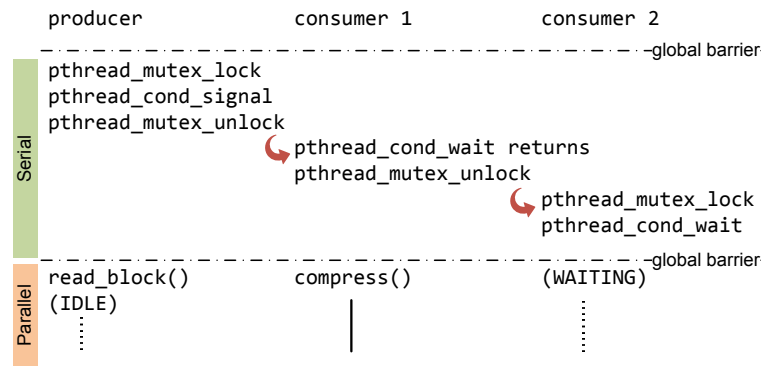 producer consumer 1 consumer 2
global barrier
pthread_mutex_lock
pthread_cond_signal
pthread_mutex_unlock
pthread_cond_wait returns
pthread_mutex_unlock
pthread_mutex_lock
pthread_cond_wait
Serial
global barrier
read_block() compress() (WAITING)
(IDLE)
Parallel